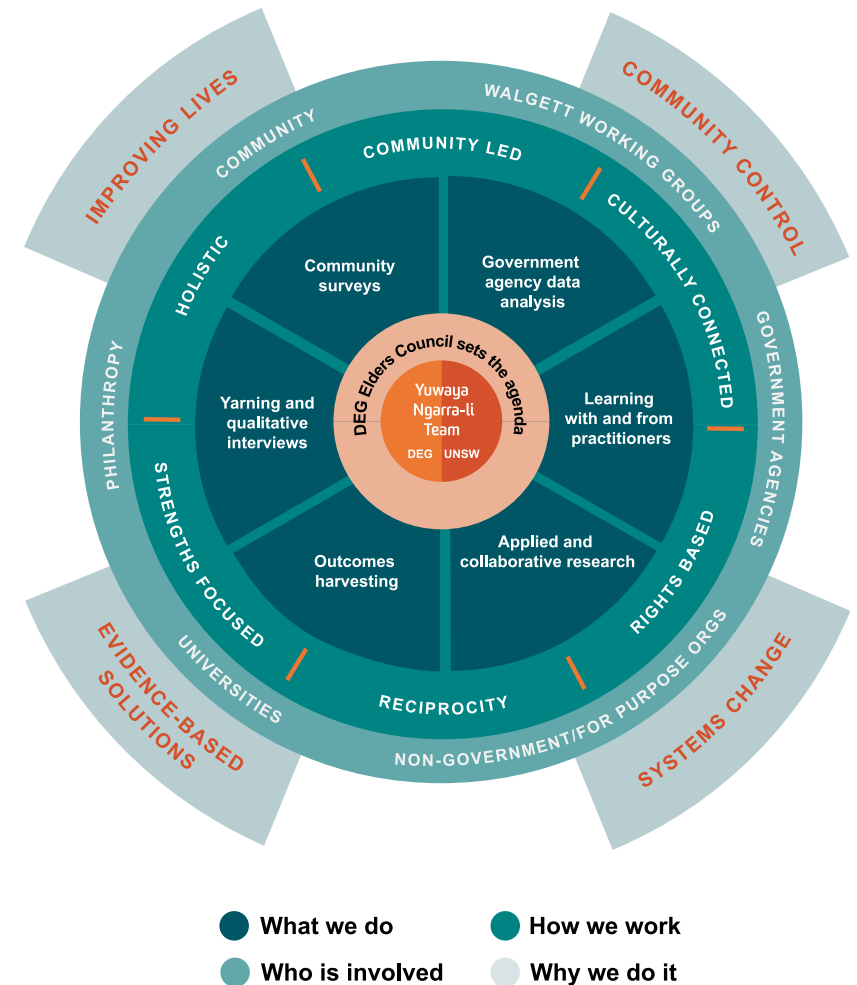 IMPROVING LIVES
COMMUNITY CONTROL
COMMUNITY
WALGETT WORKING GROUPS
GOVERNMENT AGENCIES
NON-GOVERNMENT/FOR PURPOSE ORGS
UNIVERSITIES
PHILANTHROPY
COMMUNITY LED
CULTURALLY CONNECTED
RIGHTS BASED
RECIPROCITY
STRENGTHS FOCUSED
HOLISTIC
Community
surveys
Government
agency data
analysis
Learning
with and from
practitioners
Applied and
collaborative research
Outcomes
harvesting
Yarning and
qualitative
interviews
DEG Elders Council sets the agenda
Yuwaya
Ngarra-li
Team
DEG UNSW
EVIDENCE-BASED
SOLUTIONS
SYSTEMS CHANGE
What we do
How we work
Who is involved
Why we do it